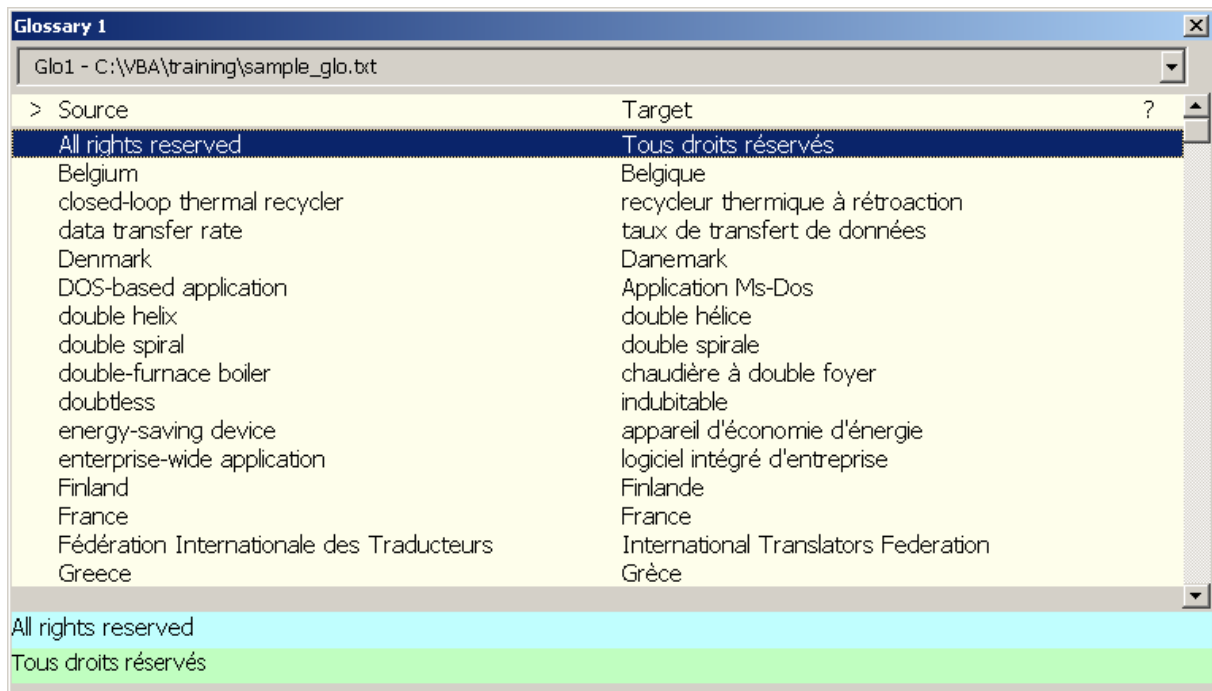 Glossary 1
Glo1 - C:\VBA\training\sample_glo.txt
> Source Target ?
All rights reserved Tous droits réservés
Belgium Belgique
closed-loop thermal recycler recycleur thermique à rétroaction
data transfer rate taux de transfert de données
Denmark Danemark
DOS-based application Application Ms-Dos
double helix double hélice
double spiral double spirale
double-furnace boiler chaudière à double foyer
doubtless indubitable
energy-saving device appareil d'économie d'énergie
enterprise-wide application logiciel intégré d'entreprise
Finland Finlande
France France
Fédération Internationale des Traducteurs International Translators Federation
Greece Grèce
All rights reserved
Tous droits réservés